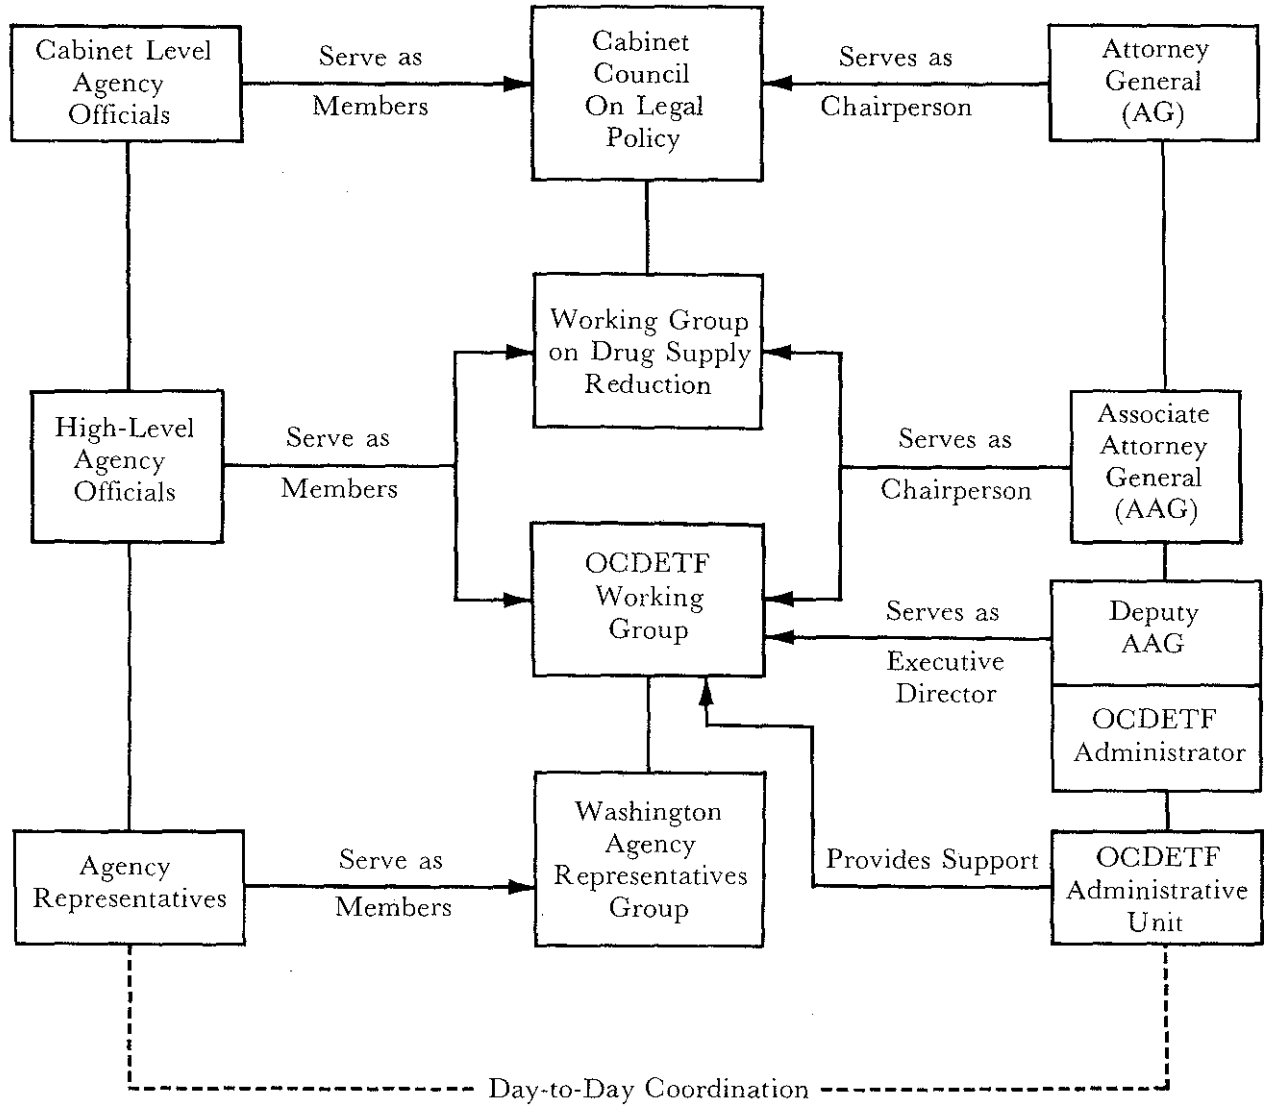 Cabinet Level
Agency
Officials
Serve as
Members
Cabinet
Council
On Legal
Policy
Serves as
Chairperson
Attorney
General
(AG)
Working Group
on Drug Supply
Reduction
High-Level
Agency
Officials
Serve as
Members
Serves as
Chairperson
Associate
Attorney
General
(AAG)
OCDETF
Working
Group
Serves as
Executive
Director
Deputy
AAG
OCDETF
Administrator
Agency
Representatives
Serve as
Members
Washington
Agency
Representatives
Group
Provides Support
OCDETF
Administrative
Unit
Day-to-Day Coordination